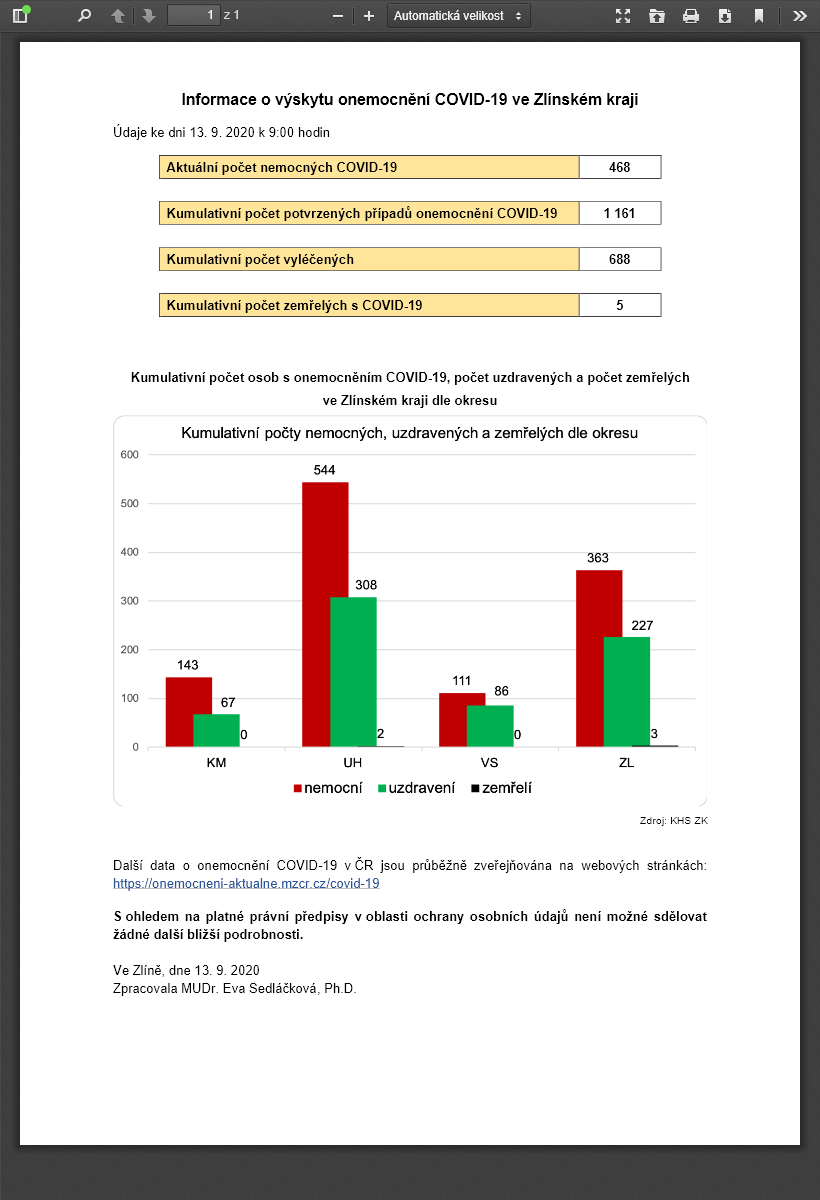 1 z 1 Automatická velikost
Informace o výskytu onemocnění COVID-19 ve Zlínském kraji
Údaje ke dni 13. 9. 2020 k 9:00 hodin
Aktuální počet nemocných COVID-19 468
Kumulativní počet potvrzených případů onemocnění COVID-19 1 161
Kumulativní počet vyléčených 688
Kumulativní počet zemřelých s COVID-19 5
Kumulativní počet osob s onemocněním COVID-19, počet uzdravených a počet zemřelých
ve Zlínském kraji dle okresu
Kumulativní počty nemocných, uzdravených a zemřelých dle okresu
600
500
400
300
200
100
0
143 67 0
544 308 2
111 86 0
363 227 3
KM UH VS ZL
nemocní uzdravení zemřelí
Zdroj: KHS ZK
Další data o onemocnění COVID-19 v ČR jsou průběžně zveřejňována na webových stránkách:
https://onemocneni-aktualne.mzcr.cz/covid-19
S ohledem na platné právní předpisy v oblasti ochrany osobních údajů není možné sdělovat
žádné další bližší podrobnosti.
Ve Zlíně, dne 13. 9. 2020
Zpracovala MUDr. Eva Sedláčková, Ph.D.